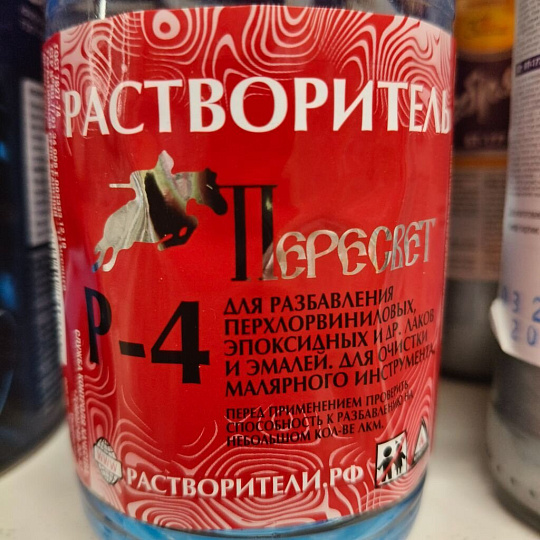 РАСТВОРИТЕЛЬ
ПЕРЕСВЕТ
Р-4
ДЛЯ РАЗБАВЛЕНИЯ
ПЕРХЛОРВИНИЛОВЫХ,
ЭПОКСИДНЫХ И ДР. ЛАКОВ
И ЭМАЛЕЙ. ДЛЯ ОЧИСТКИ
МАЛЯРНОГО ИНСТРУМЕНТА.
ПЕРЕД ПРИМЕНЕНИЕМ ПРОВЕРИТЬ
СПОСОБНОСТЬ К РАЗБАВЛЕНИЮ НА
НЕБОЛЬШОМ КОЛ-ВЕ ЛКМ.
РАСТВОРИТЕЛИ.РФ